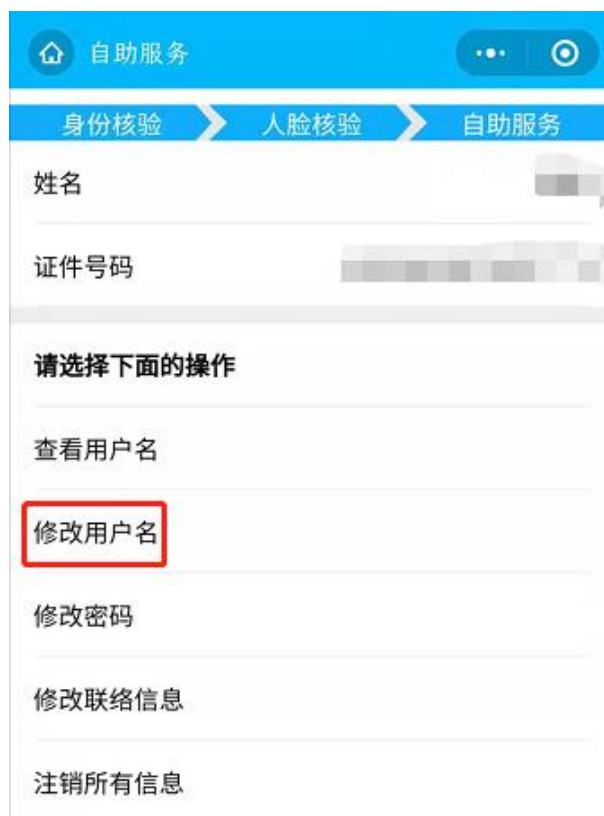 自助服务
身份核验 人脸核验 自助服务
姓名
证件号码
请选择下面的操作
查看用户名
修改用户名
修改密码
修改联络信息
注销所有信息